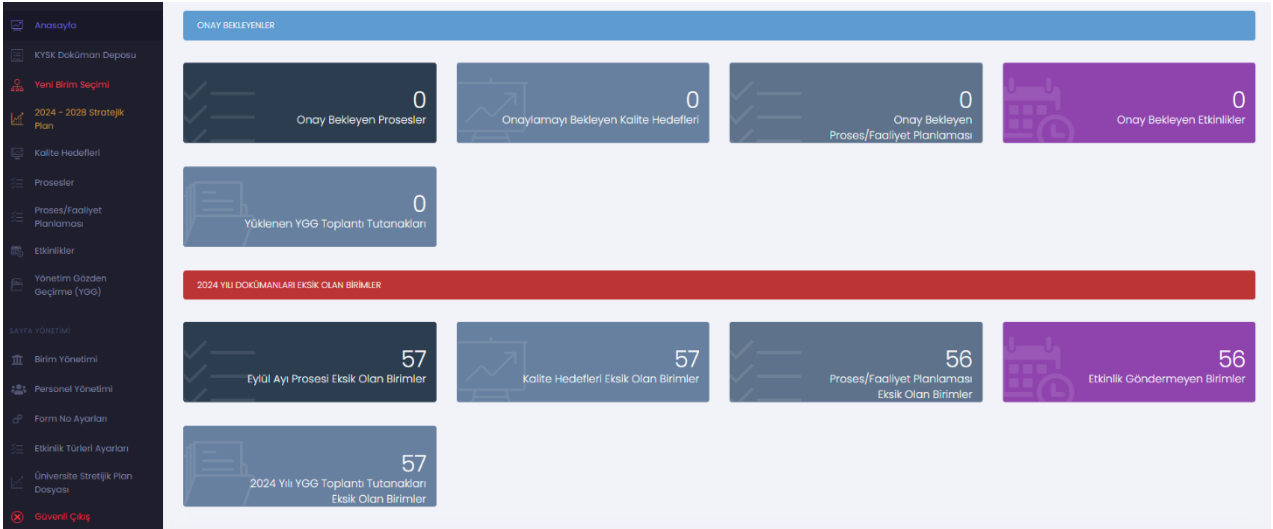 Anasayfa
KYSK Doküman Deposu
Yeni Birim Seçimi
2024 - 2028 Stratejik
Plan
Kalite Hedefleri
Prosesler
Proses/Faaliyet
Planlaması
Etkinlikler
Yönetim Gözden
Geçirme (YGG)
SAYFA YÖNETİMİ
Birim Yönetimi
Personel Yönetimi
Form No Ayarları
Etkinlik Türleri Ayarları
Üniversite Stretijik Plan
Dosyası
Güvenli Çıkış
ONAY BEKLEYENLER
0
Onay Bekleyen Prosesler
0
Onaylamayı Bekleyen Kalite Hedefleri
0
Onay Bekleyen
Proses/Faaliyet Planlaması
0
Onay Bekleyen Etkinlikler
0
Yüklenen YGG Toplantı Tutanakları
2024 YILI DOKÜMANLARI EKSİK OLAN BİRİMLER
57
Eylül Ayı Prosesi Eksik Olan Birimler
57
Kalite Hedefleri Eksik Olan Birimler
56
Proses/Faaliyet Planlaması
Eksik Olan Birimler
56
Etkinlik Göndermeyen Birimler
57
2024 Yılı YGG Toplantı Tutanakları
Eksik Olan Birimler